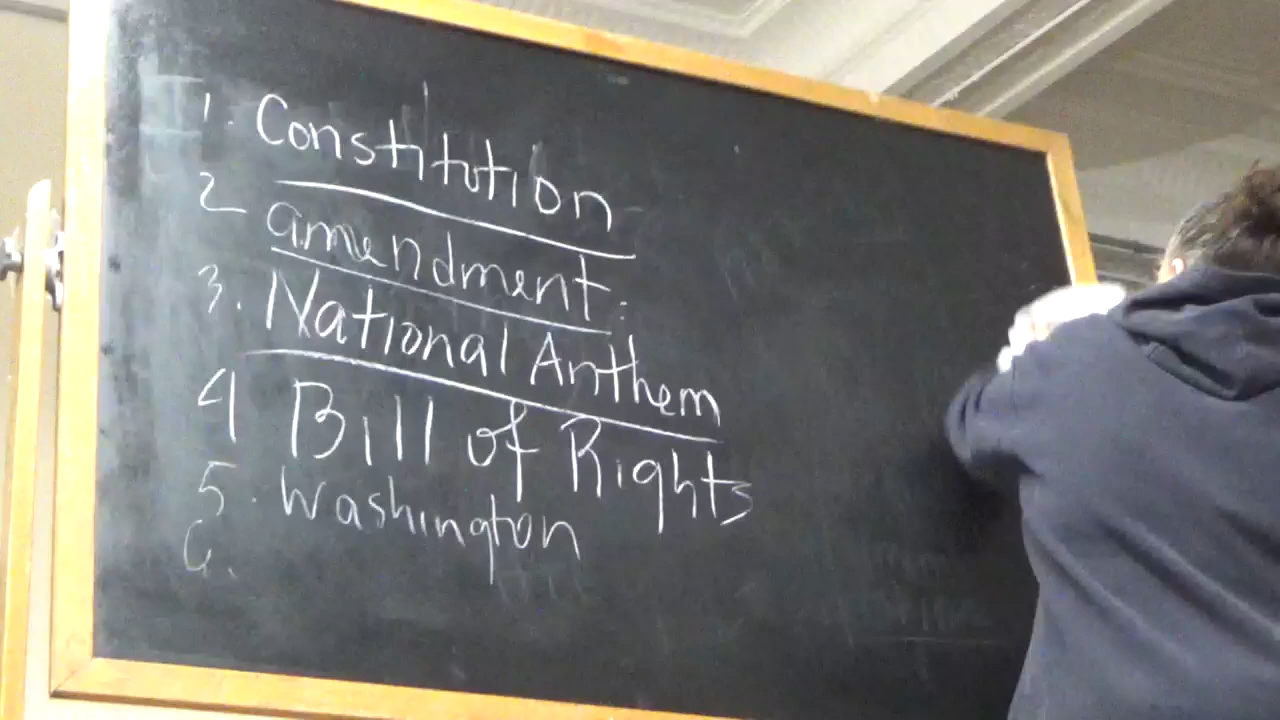 1. Constitution
2 amendment:
3. National Anthem
4 Bill of Rights
5. Washington
6.